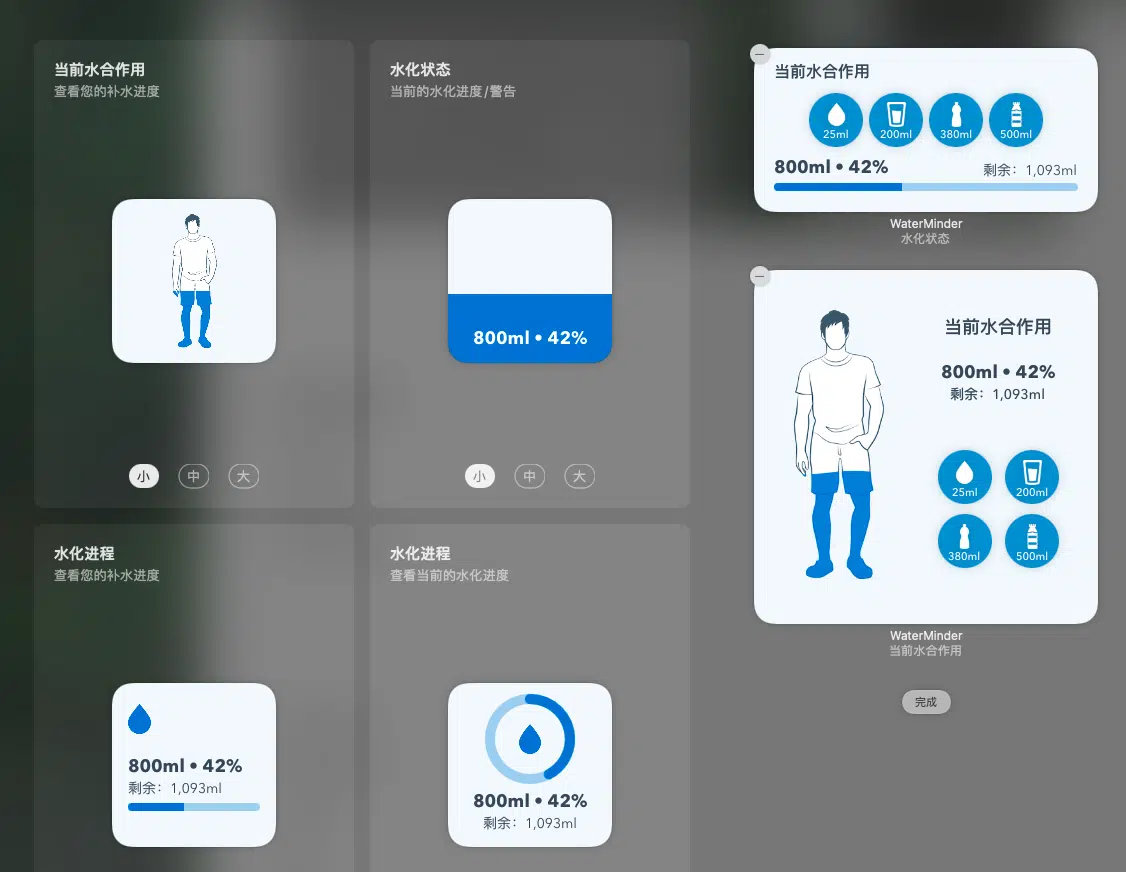 当前水合作用
查看您的补水进度
小
中
大
水化状态
当前的水化进度/警告
800ml • 42%
小
中
大
水化进程
查看您的补水进度
800ml • 42%
剩余：1,093ml
水化进程
查看当前的水化进度
800ml • 42%
剩余：1,093ml
当前水合作用
25ml
200ml
380ml
500ml
800ml • 42%
剩余：1,093ml
WaterMinder
水化状态
当前水合作用
800ml • 42%
剩余：1,093ml
25ml
200ml
380ml
500ml
WaterMinder
当前水合作用
完成